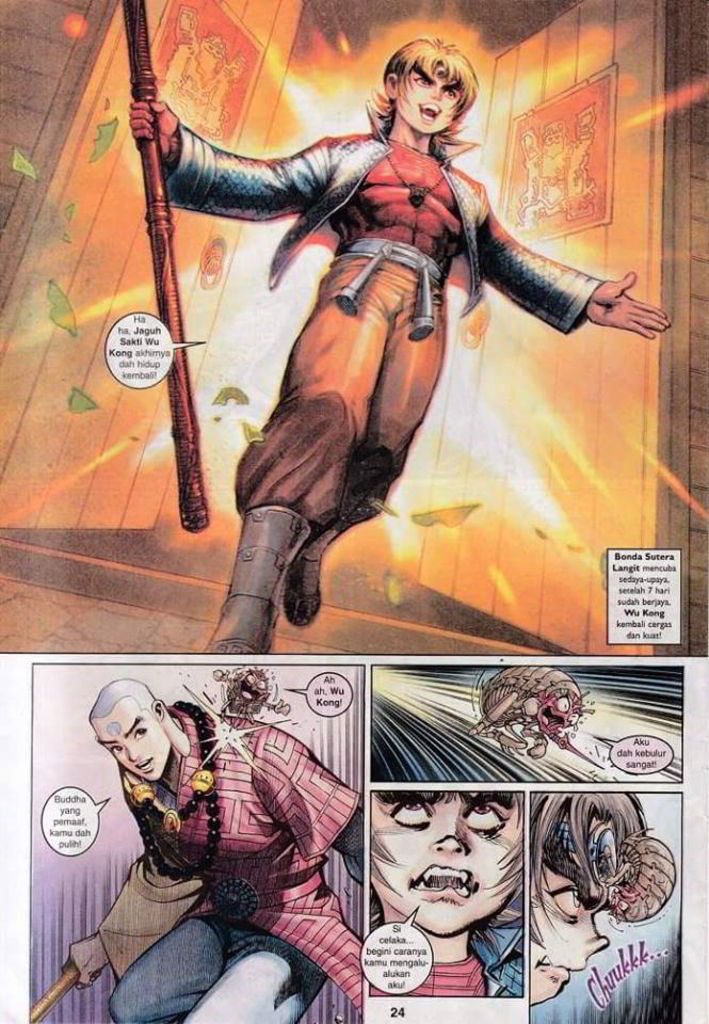 Ha
ha, Jaguh
Sakti Wu
Kong akhirnya
dah hidup
kembali!
Bonda Sutera
Langit mencuba
sedaya-upaya,
setelah 7 hari
sudah berjaya,
Wu Kong
kembali cergas
dan kuat!
Ah
ah, Wu
Kong!
Buddha
yang
pemaaf,
kamu dah
pulih!
Aku
dah kebulur
sangat!
Si
celaka...
begini caranya
kamu mengalu-
alukan
aku!
Chuukkk...
24